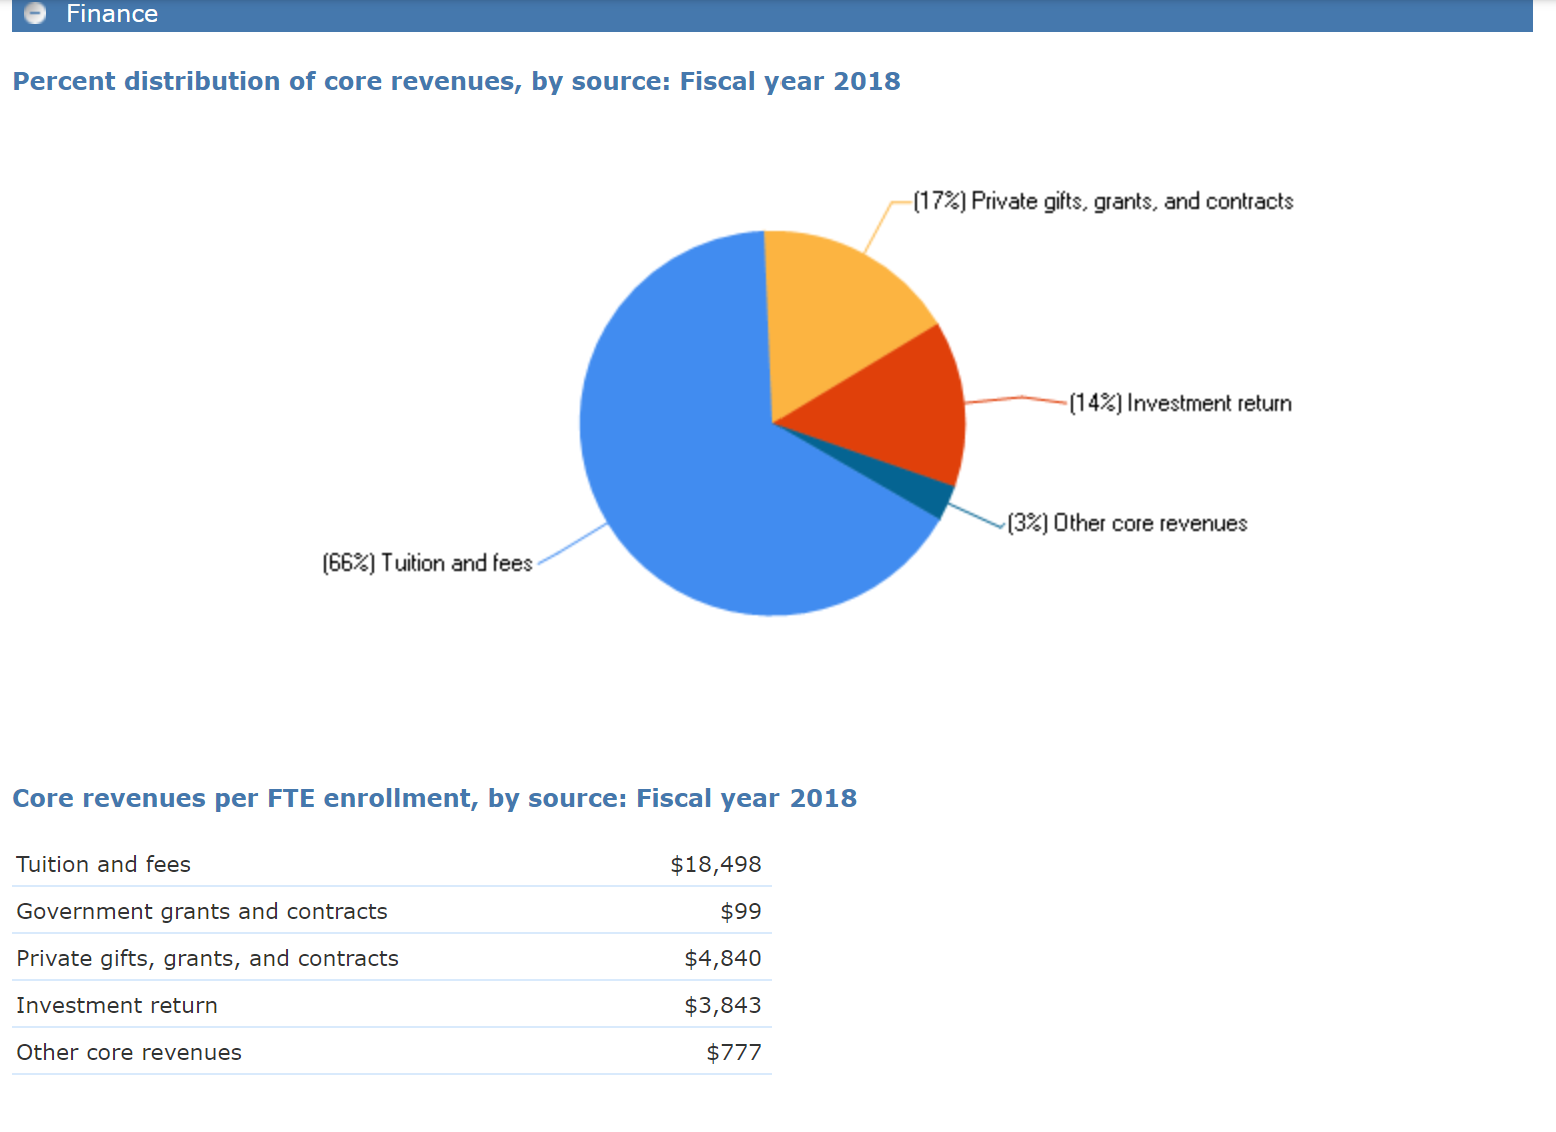 Finance
Percent distribution of core revenues, by source: Fiscal year 2018
(17%) Private gifts, grants, and contracts
(14%) Investment return
(3%) Other core revenues
(66%) Tuition and fees
Core revenues per FTE enrollment, by source: Fiscal year 2018
Tuition and fees $18,498
Government grants and contracts $99
Private gifts, grants, and contracts $4,840
Investment return $3,843
Other core revenues $777